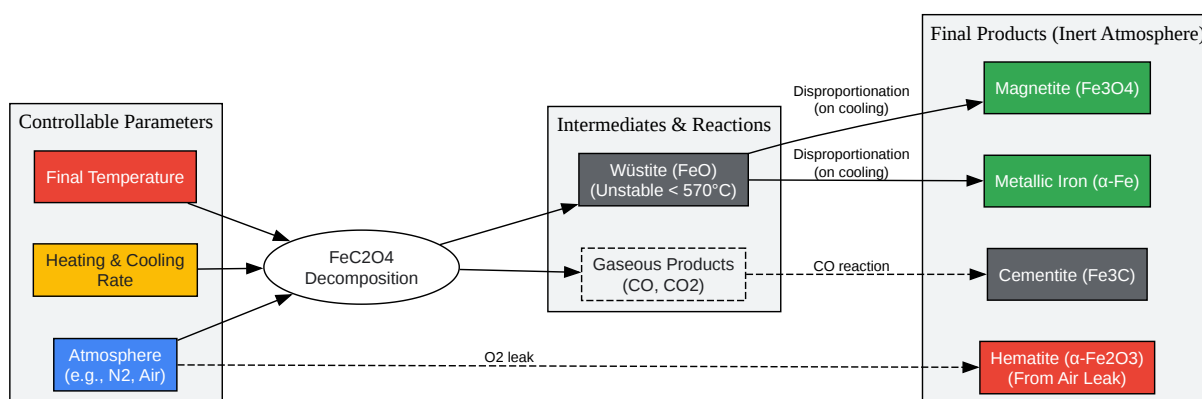 Controllable Parameters
Final Temperature
Heating & Cooling
Rate
Atmosphere
(e.g., N2, Air)
FeC2O4
Decomposition
Intermediates & Reactions
Wüstite (FeO)
(Unstable < 570°C)
Gaseous Products
(CO, CO2)
Disproportionation
(on cooling)
Disproportionation
(on cooling)
CO reaction
O2 leak
Final Products (Inert Atmosphere)
Magnetite (Fe3O4)
Metallic Iron (α-Fe)
Cementite (Fe3C)
Hematite (α-Fe2O3)
(From Air Leak)